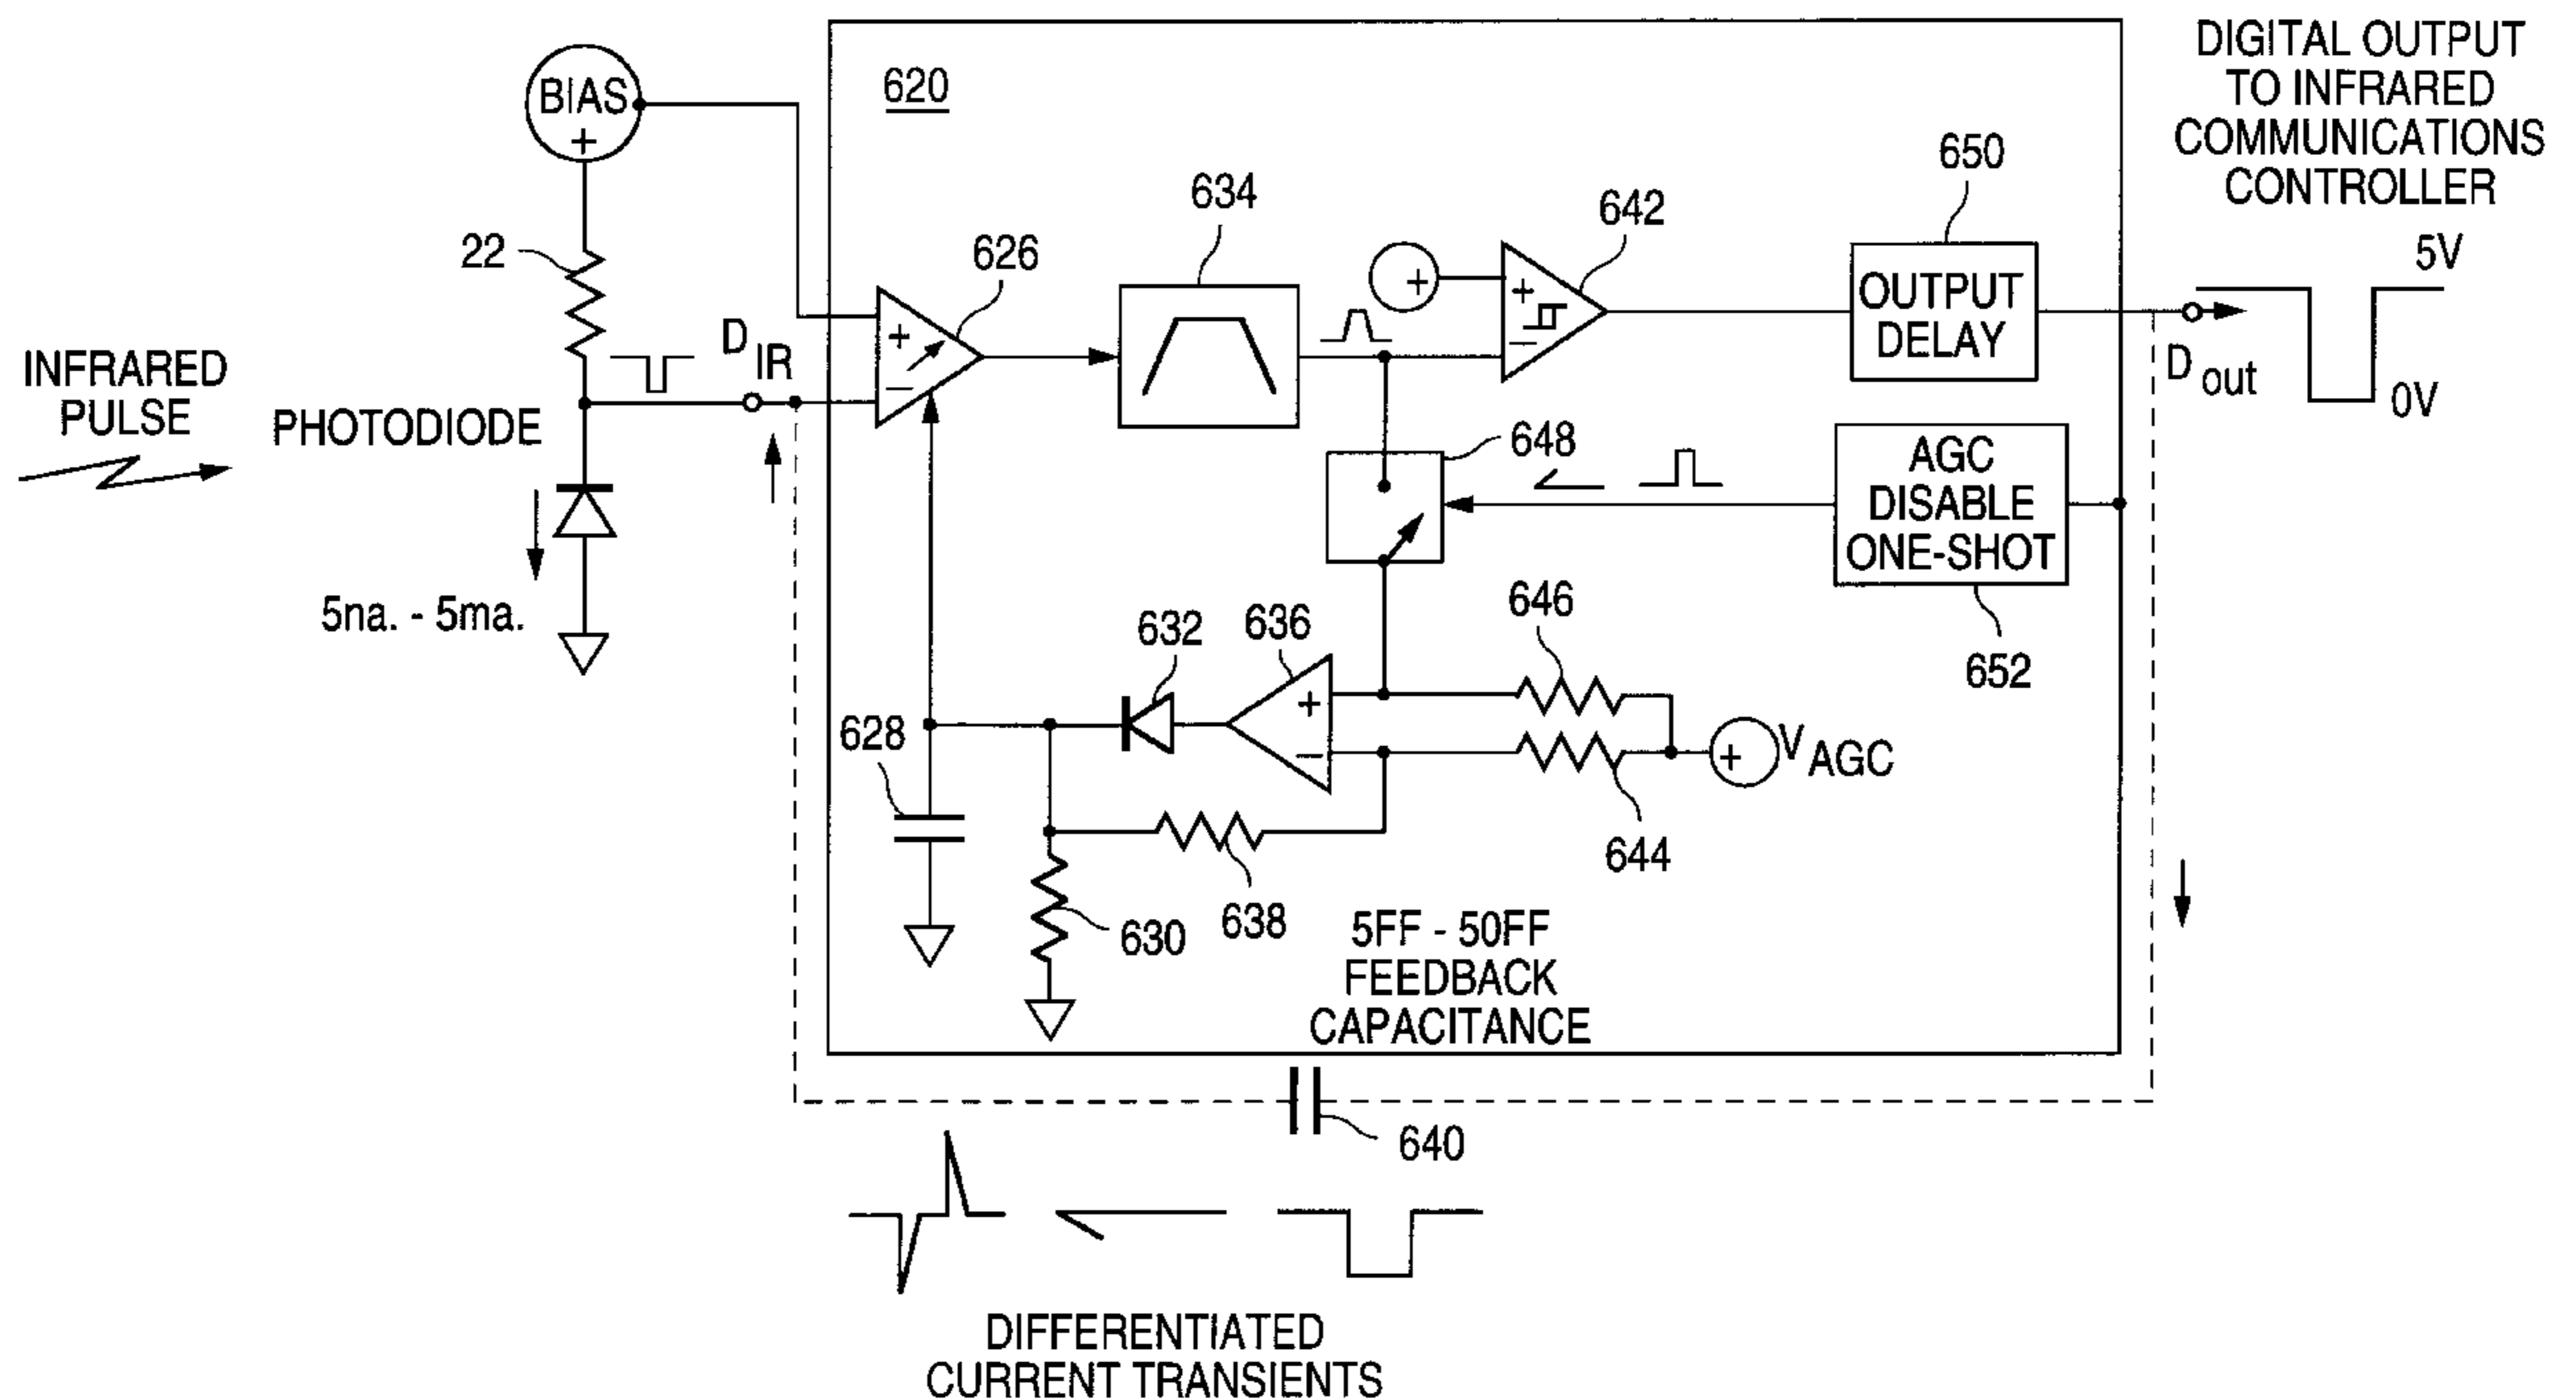 BIAS
+
620
DIGITAL OUTPUT
TO INFRARED
COMMUNICATIONS
CONTROLLER
22
626
634
642
650
OUTPUT
DELAY
5V
0V
D out
D IR
+
−
+
+
−
INFRARED
PULSE
PHOTODIODE
5na. - 5ma.
648
AGC
DISABLE
ONE-SHOT
652
632
636
646
+
−
+
V AGC
628
644
638
630
5FF - 50FF
FEEDBACK
CAPACITANCE
640
DIFFERENTIATED
CURRENT TRANSIENTS